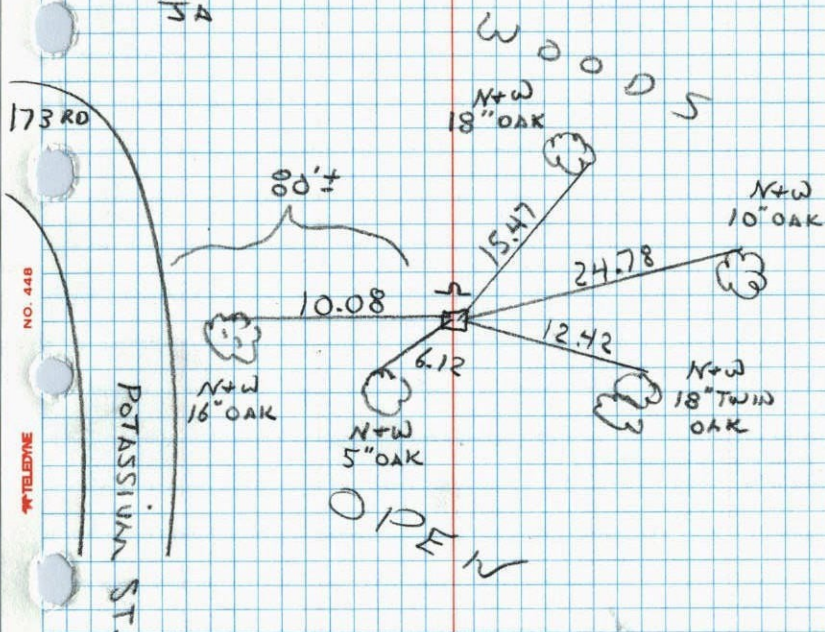 WOODS
N+W
18" OAK
173 RD
80'±
N+W
10" OAK
15.47
24.78
10.08
12.42
6.12
N+W
16" OAK
N+W
18" TWIN
OAK
N+W
5" OAK
OPEN
POTASSIUM ST.
NO. 448
TELEDYNE